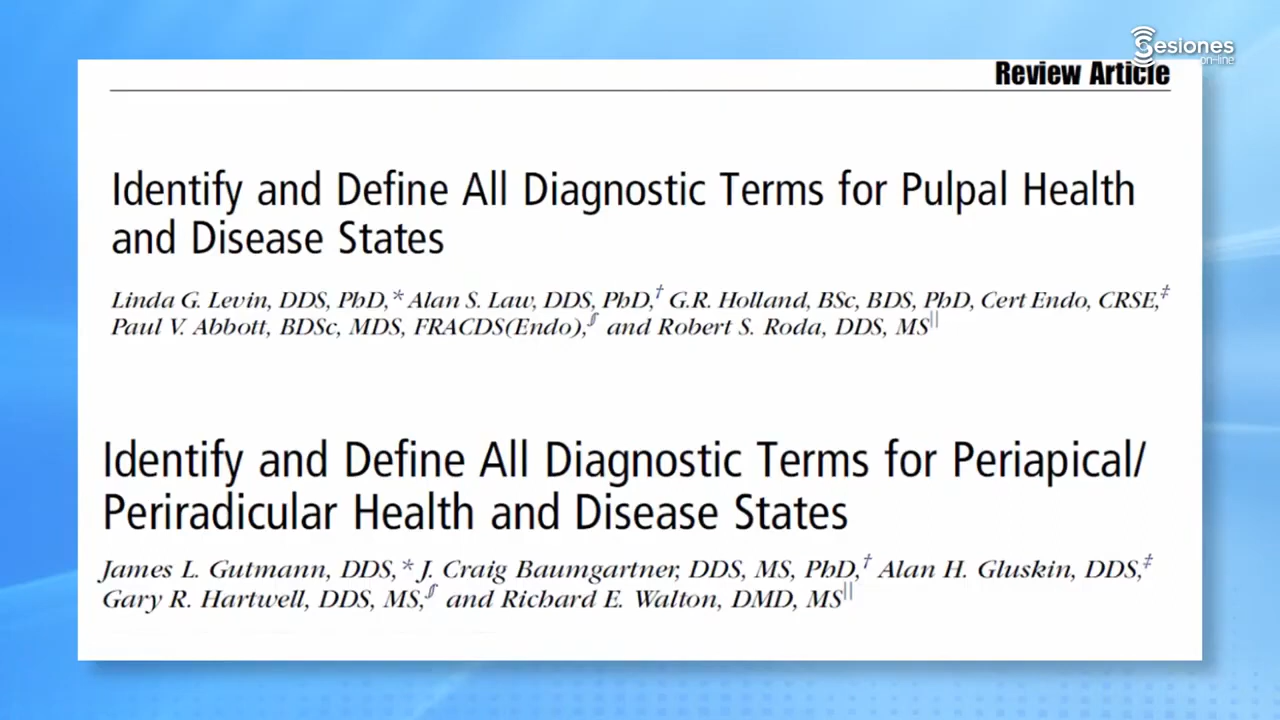 Sesiones
on-line
Review Article
Identify and Define All Diagnostic Terms for Pulpal Health
and Disease States
Linda G. Levin, DDS, PhD,* Alan S. Law, DDS, PhD,† G.R. Holland, BSc, BDS, PhD, Cert Endo, CRSE,‡
Paul V. Abbott, BDSc, MDS, FRACDS(Endo),§ and Robert S. Roda, DDS, MS||
Identify and Define All Diagnostic Terms for Periapical/
Periradicular Health and Disease States
James L. Gutmann, DDS,* J. Craig Baumgartner, DDS, MS, PhD,† Alan H. Gluskin, DDS,‡
Gary R. Hartwell, DDS, MS,§ and Richard E. Walton, DMD, MS||